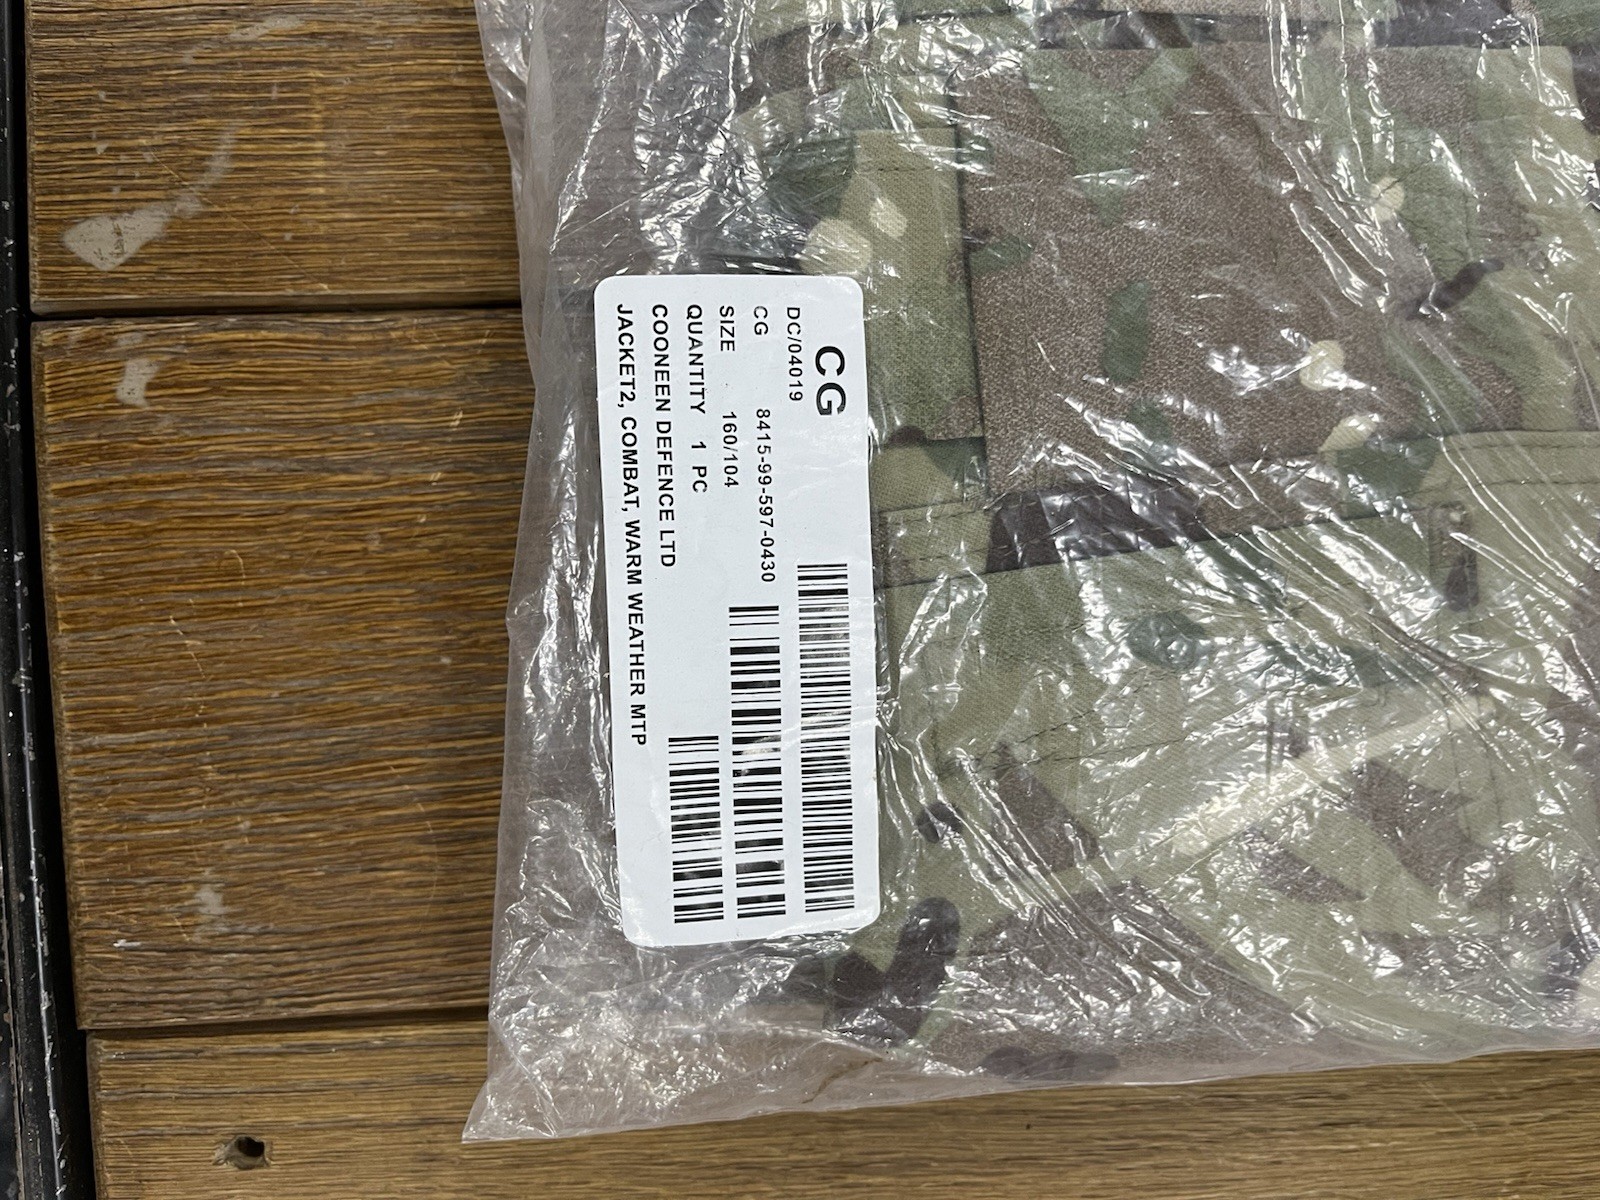 CG
DC/04019
CG 8415-99-597-0430
SIZE 160/104
QUANTITY 1 PC
COONEEN DEFENCE LTD
JACKET2, COMBAT, WARM WEATHER MTP